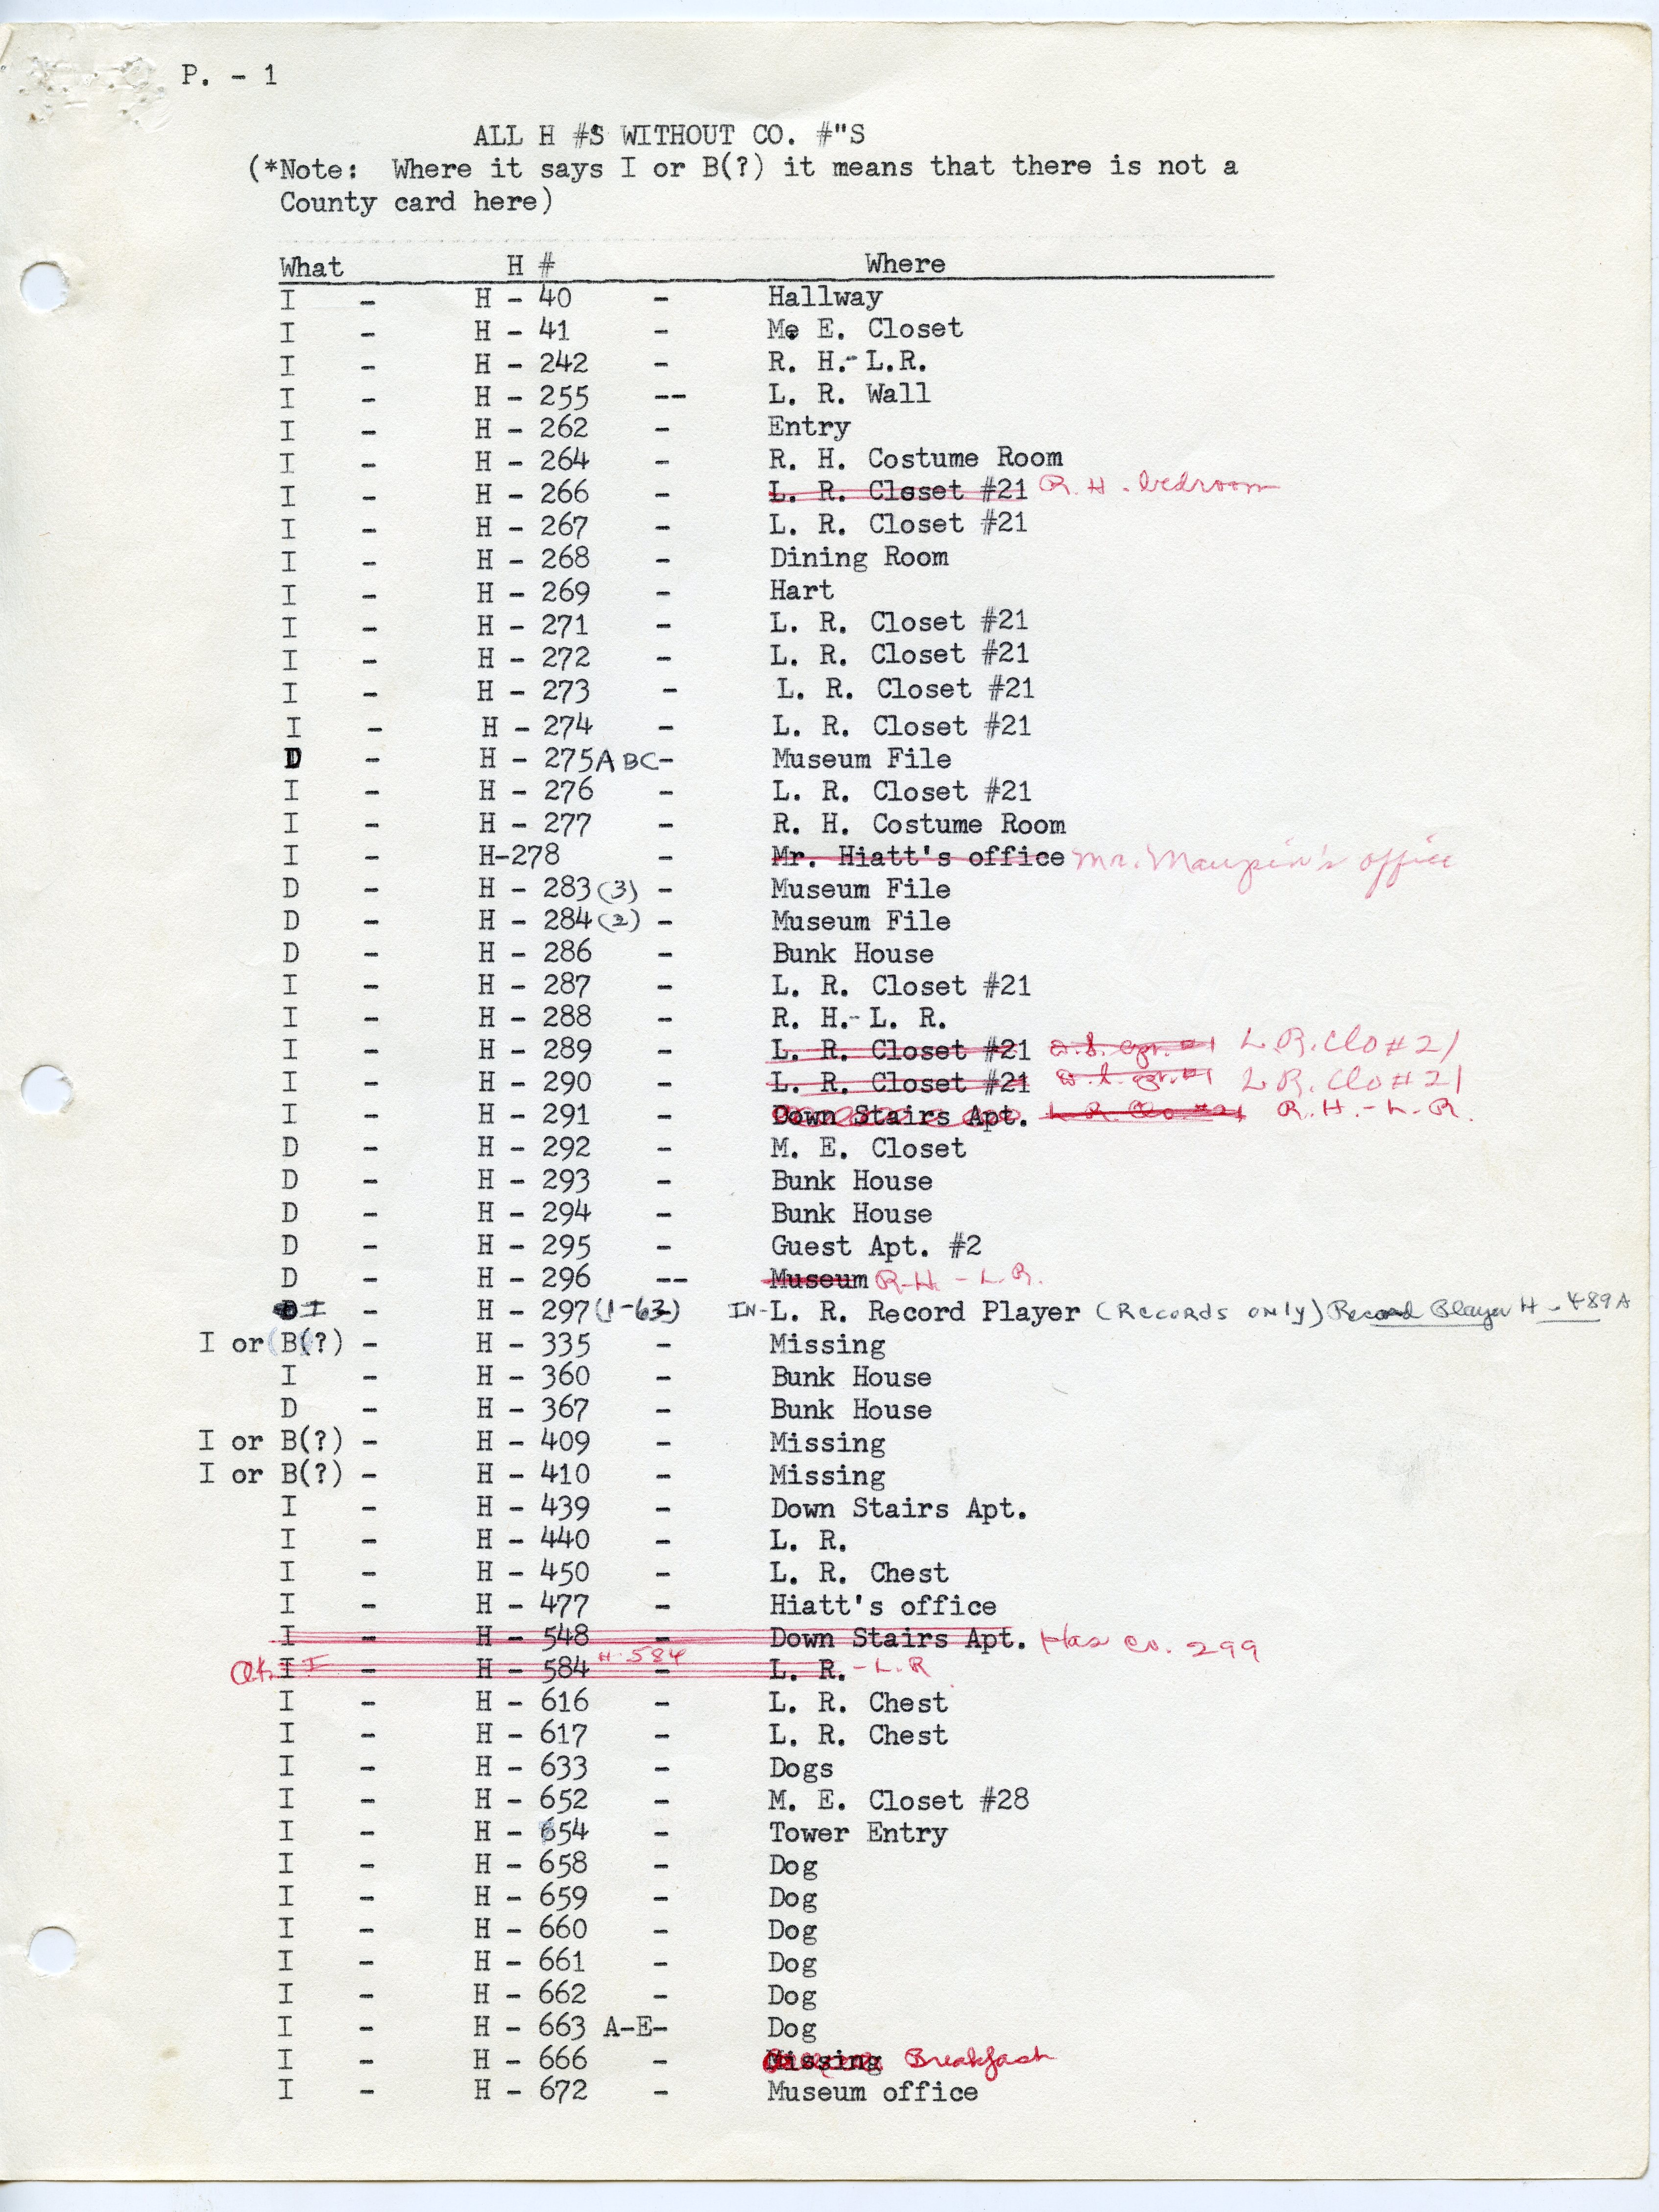 P. - 1
ALL H #'S WITHOUT CO. #"S
(*Note: Where it says I or B(?) it means that there is not a
County card here)
What H # Where
I - H - 40 - Hallway
I - H - 41 - Me E. Closet
I - H - 242 - R. H.- L.R.
I - H - 255 -- L. R. Wall
I - H - 262 - Entry
I - H - 264 - R. H. Costume Room
I - H - 266 - L. R. Closet #21 R. H. - bedroom
I - H - 267 - L. R. Closet #21
I - H - 268 - Dining Room
I - H - 269 - Hart
I - H - 271 - L. R. Closet #21
I - H - 272 - L. R. Closet #21
I - H - 273 - L. R. Closet #21
I - H - 274 - L. R. Closet #21
D - H - 275A BC- Museum File
I - H - 276 - L. R. Closet #21
I - H - 277 - R. H. Costume Room
I - H-278 - Mr. Hiatt's office Mr. Maupin's office
D - H - 283(3) - Museum File
D - H - 284(2) - Museum File
D - H - 286 - Bunk House
I - H - 287 - L. R. Closet #21
I - H - 288 - R. H.- L. R.
I - H - 289 - L. R. Closet #21 L.R. Clo #21
I - H - 290 - L. R. Closet #21 L.R. Clo #21
I - H - 291 - Down Stairs Apt. L. R. Clo #21 R. H. - L. R.
D - H - 292 - M. E. Closet
D - H - 293 - Bunk House
D - H - 294 - Bunk House
D - H - 295 - Guest Apt. #2
D - H - 296 -- Museum R-H - L.R.
D I - H - 297(1-63) IN-L. R. Record Player (Records only) Record Player H - 489A
I or B(?) - H - 335 - Missing
I - H - 360 - Bunk House
D - H - 367 - Bunk House
I or B(?) - H - 409 - Missing
I or B(?) - H - 410 - Missing
I - H - 439 - Down Stairs Apt.
I - H - 440 - L. R.
I - H - 450 - L. R. Chest
I - H - 477 - Hiatt's office
I - H - 548 - Down Stairs Apt. Has Co. 299
Ok. I I - H - 584 H-584 - L. R. - L.R
I - H - 616 - L. R. Chest
I - H - 617 - L. R. Chest
I - H - 633 - Dogs
I - H - 652 - M. E. Closet #28
I - H - 654 - Tower Entry
I - H - 658 - Dog
I - H - 659 - Dog
I - H - 660 - Dog
I - H - 661 - Dog
I - H - 662 - Dog
I - H - 663 A-E- Dog
I - H - 666 - Missing Breakfast
I - H - 672 - Museum office